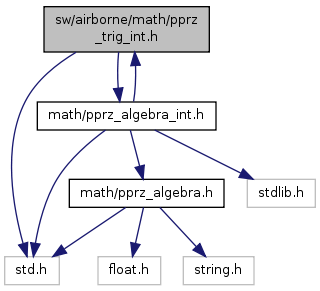 sw/airborne/math/pprz
_trig_int.h
math/pprz_algebra_int.h
math/pprz_algebra.h
stdlib.h
std.h
float.h
string.h